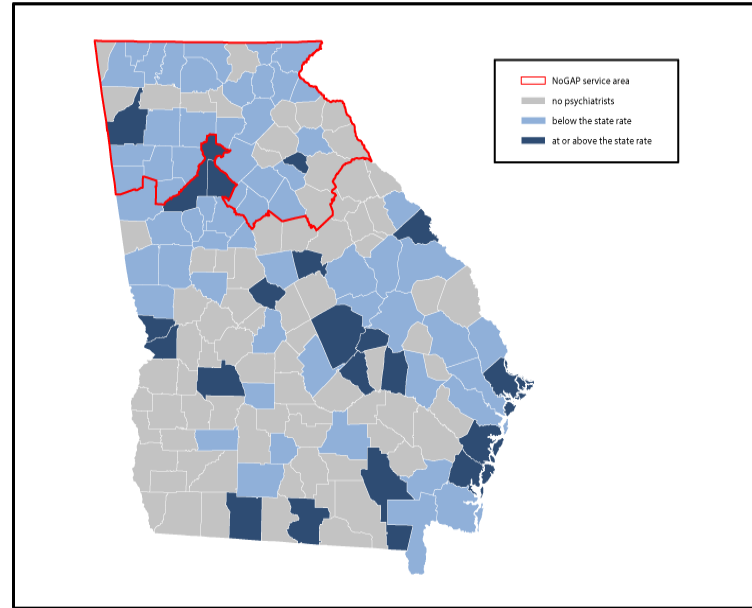 NoGAP service area
no psychiatrists
below the state rate
at or above the state rate